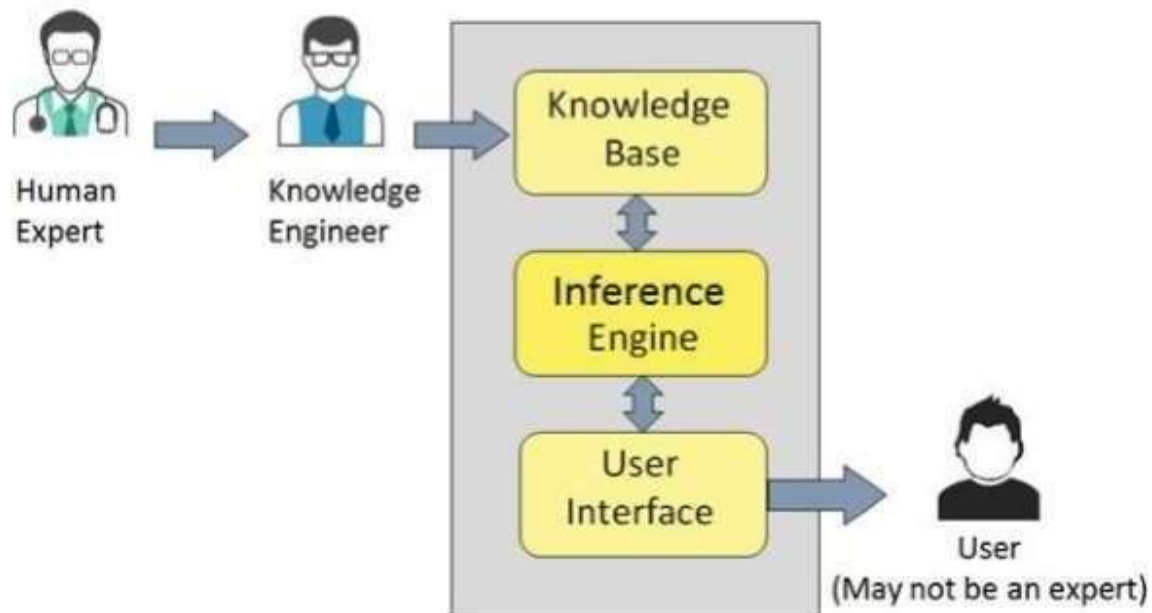 Human
Expert
Knowledge
Engineer
Knowledge
Base
Inference
Engine
User
Interface
User
(May not be an expert)